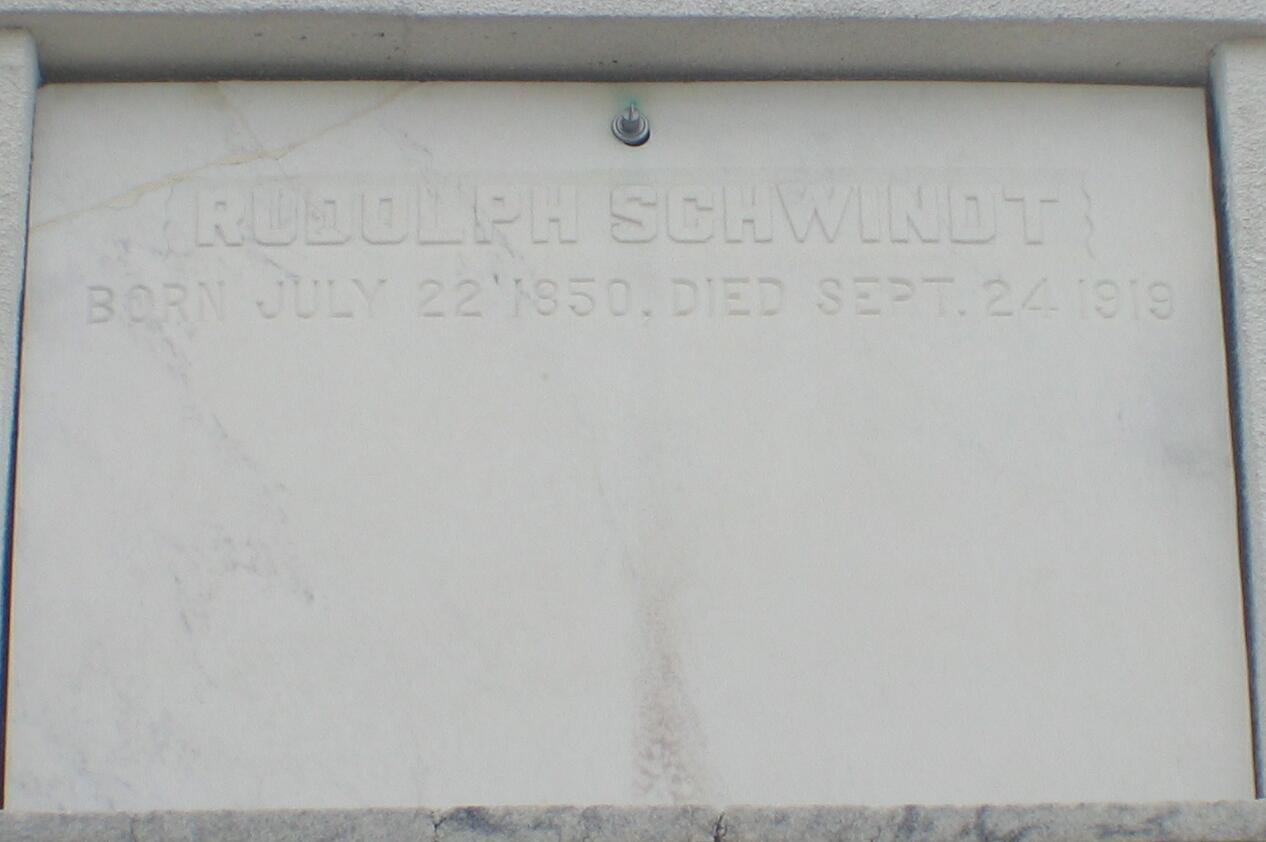 RUDOLPH SCHWINDT
BORN JULY 22 1850, DIED SEPT. 24 1919